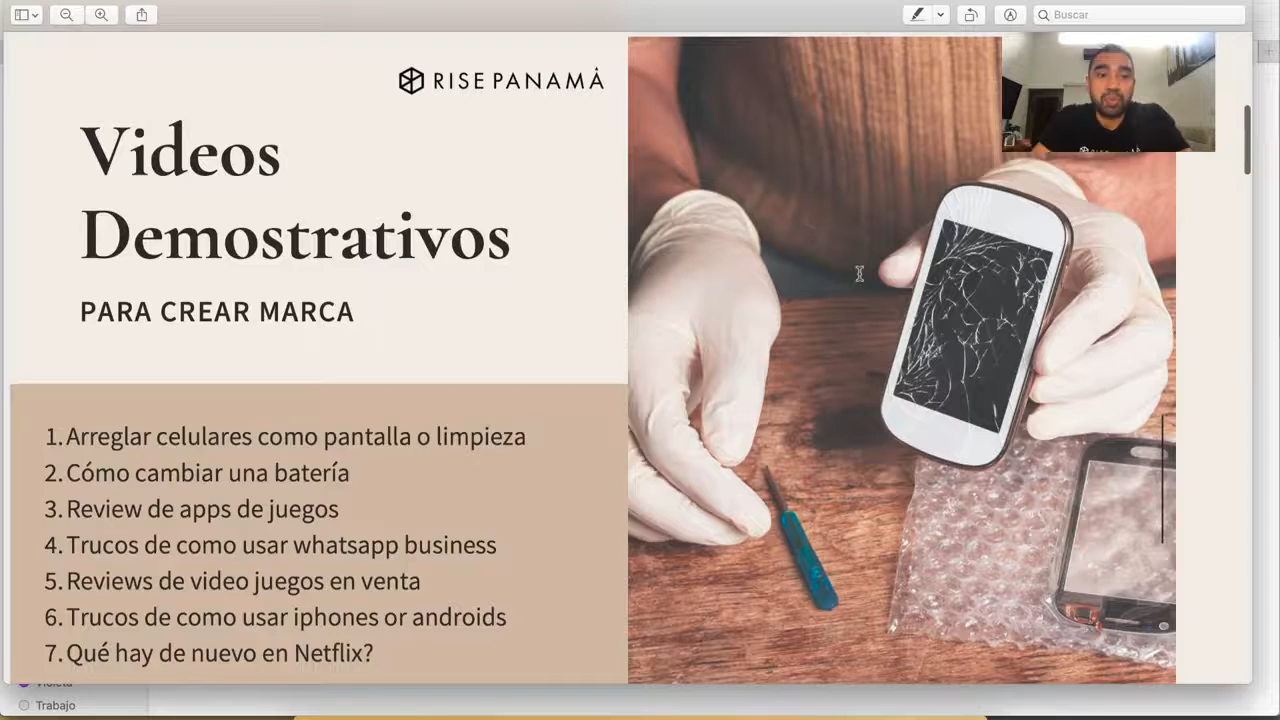 Buscar
RISE PANAMÁ
Videos
Demostrativos
PARA CREAR MARCA
1. Arreglar celulares como pantalla o limpieza
2. Cómo cambiar una batería
3. Review de apps de juegos
4. Trucos de como usar whatsapp business
5. Reviews de video juegos en venta
6. Trucos de como usar iphones or androids
7. Qué hay de nuevo en Netflix?
Trabajo